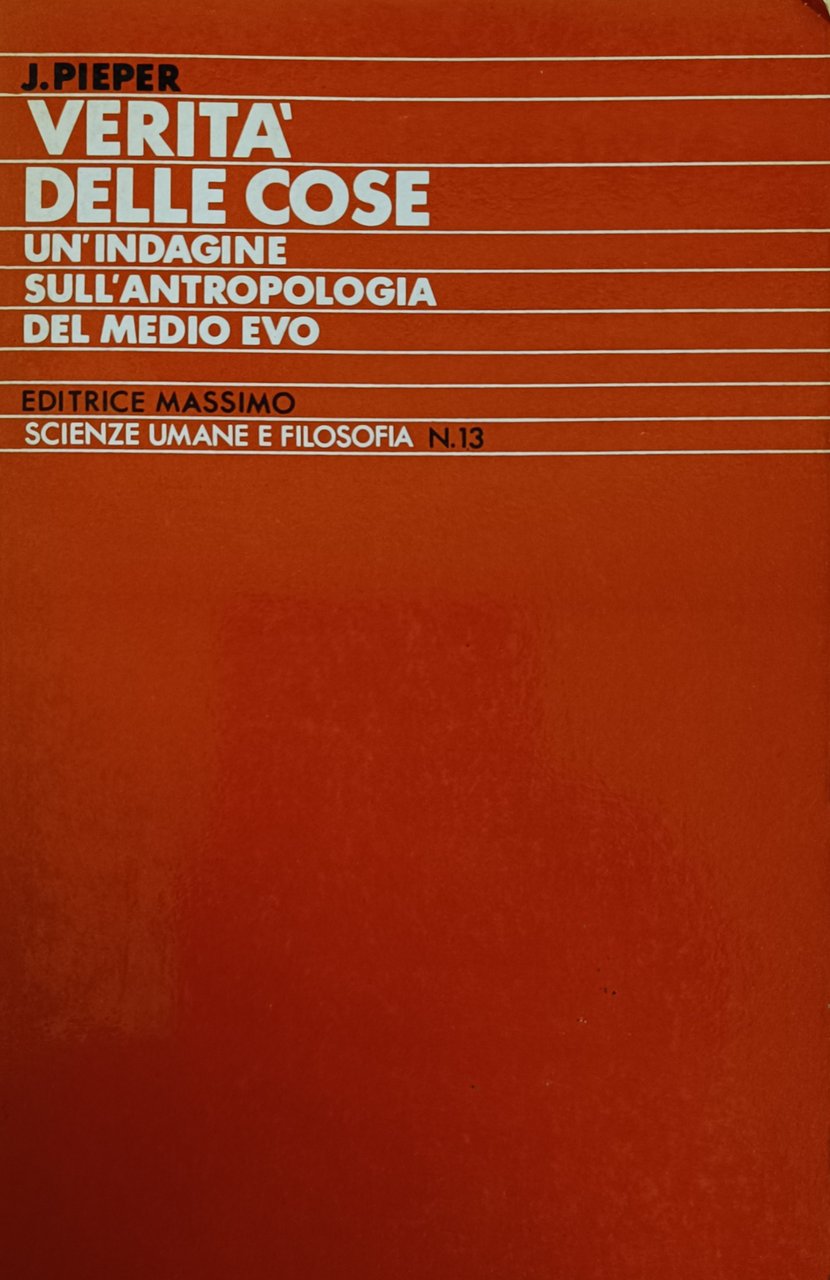 J. PIEPER
VERITA'
DELLE COSE
UN'INDAGINE
SULL'ANTROPOLOGIA
DEL MEDIO EVO
EDITRICE MASSIMO
SCIENZE UMANE E FILOSOFIA N.13